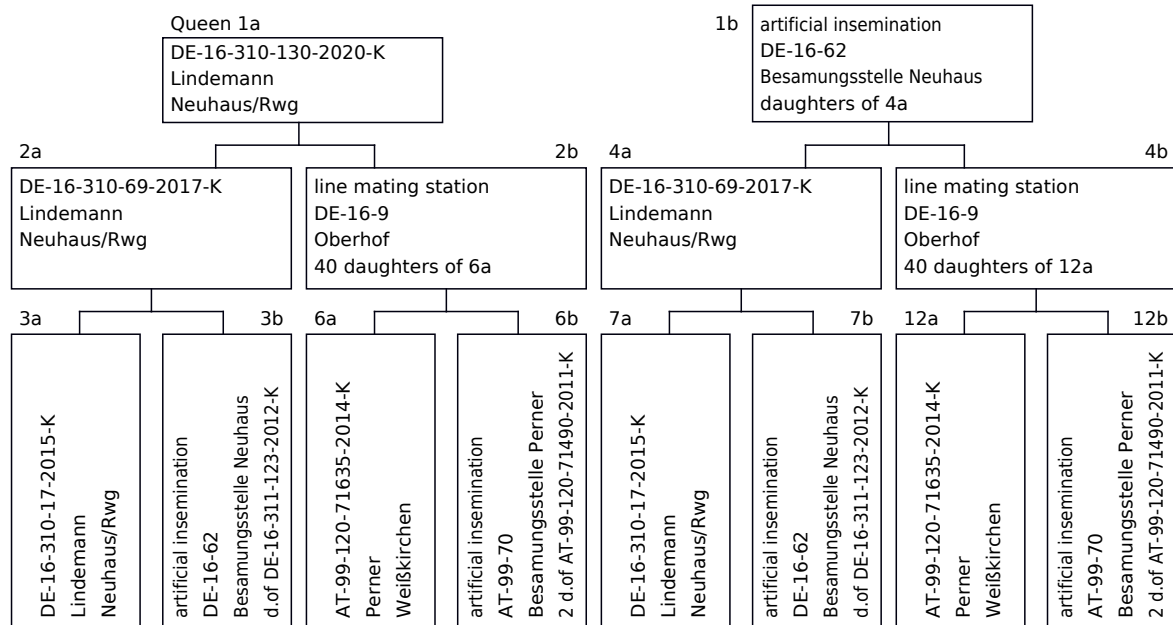 Queen 1a
DE-16-310-130-2020-K
Lindemann
Neuhaus/Rwg
1b
artificial insemination
DE-16-62
Besamungsstelle Neuhaus
daughters of 4a
2a
DE-16-310-69-2017-K
Lindemann
Neuhaus/Rwg
2b
line mating station
DE-16-9
Oberhof
40 daughters of 6a
4a
DE-16-310-69-2017-K
Lindemann
Neuhaus/Rwg
4b
line mating station
DE-16-9
Oberhof
40 daughters of 12a
3a
DE-16-310-17-2015-K
Lindemann
Neuhaus/Rwg
3b
artificial insemination
DE-16-62
Besamungsstelle Neuhaus
d.of DE-16-311-123-2012-K
6a
AT-99-120-71635-2014-K
Perner
Weißkirchen
6b
artificial insemination
AT-99-70
Besamungsstelle Perner
2 d.of AT-99-120-71490-2011-K
7a
DE-16-310-17-2015-K
Lindemann
Neuhaus/Rwg
7b
artificial insemination
DE-16-62
Besamungsstelle Neuhaus
d.of DE-16-311-123-2012-K
12a
AT-99-120-71635-2014-K
Perner
Weißkirchen
12b
artificial insemination
AT-99-70
Besamungsstelle Perner
2 d.of AT-99-120-71490-2011-K